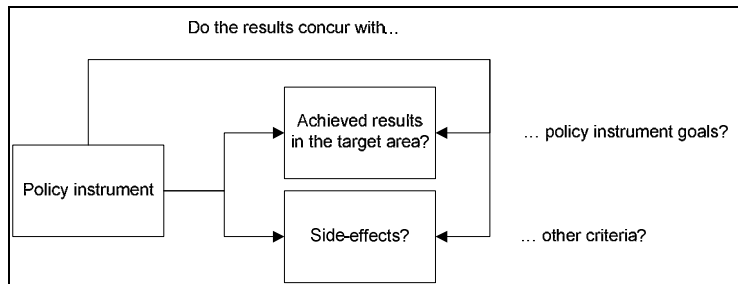 Do the results concur with...
Achieved results
in the target area?
... policy instrument goals?
Policy instrument
Side-effects?
... other criteria?